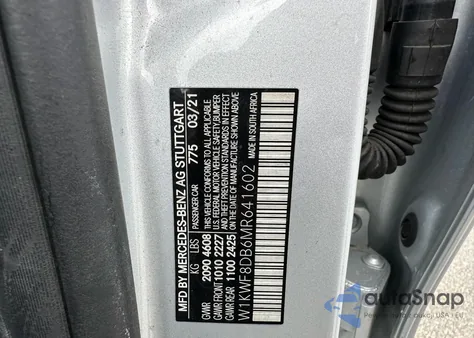 MFD BY MERCEDES-BENZ AG STUTTGART
PASSENGER CAR 775 03/21
KG LBS
GVWR 2090 4608
GAWR FRONT 1010 2227
GAWR REAR 1100 2425
THIS VEHICLE CONFORMS TO ALL APPLICABLE
FEDERAL MOTOR VEHICLE SAFETY, BUMPER
AND THEFT PREVENTION STANDARDS IN EFFECT
ON THE DATE OF MANUFACTURE SHOWN ABOVE
W1KWF8DB6MR641602
MADE IN SOUTH AFRICA
autoSnap